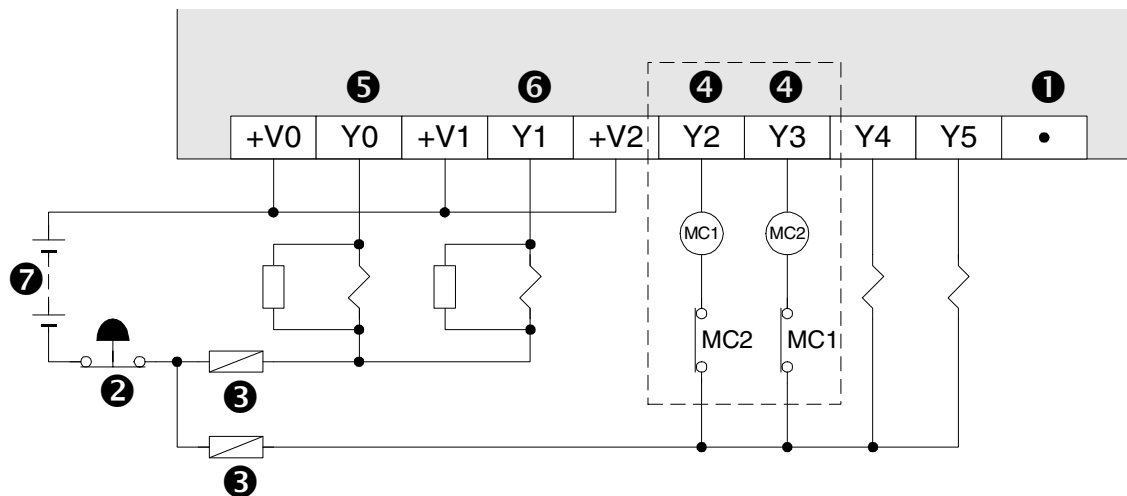 ❺ ❻ ❹ ❹ ❶
+V0 Y0 +V1 Y1 +V2 Y2 Y3 Y4 Y5 •
MC1 MC2
❼
MC2 MC1
❷ ❸
❸